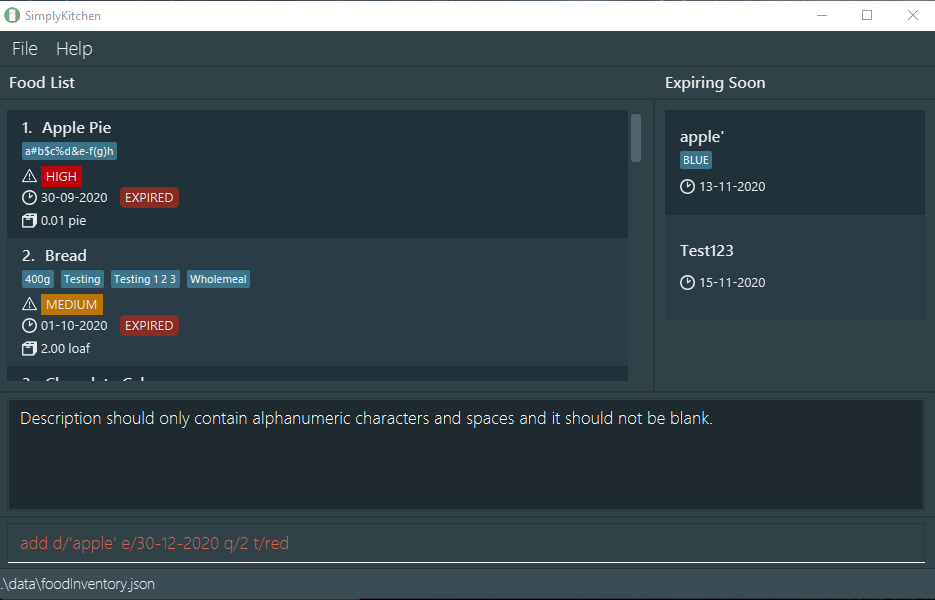 SimplyKitchen
File Help
Food List
1. Apple Pie
a#b$c%d&e-f(g)h
HIGH
30-09-2020 EXPIRED
0.01 pie
2. Bread
400g Testing Testing 1 2 3 Wholemeal
MEDIUM
01-10-2020 EXPIRED
2.00 loaf
Expiring Soon
apple'
BLUE
13-11-2020
Test123
15-11-2020
Description should only contain alphanumeric characters and spaces and it should not be blank.
add d/'apple' e/30-12-2020 q/2 t/red
.\data\foodInventory.json